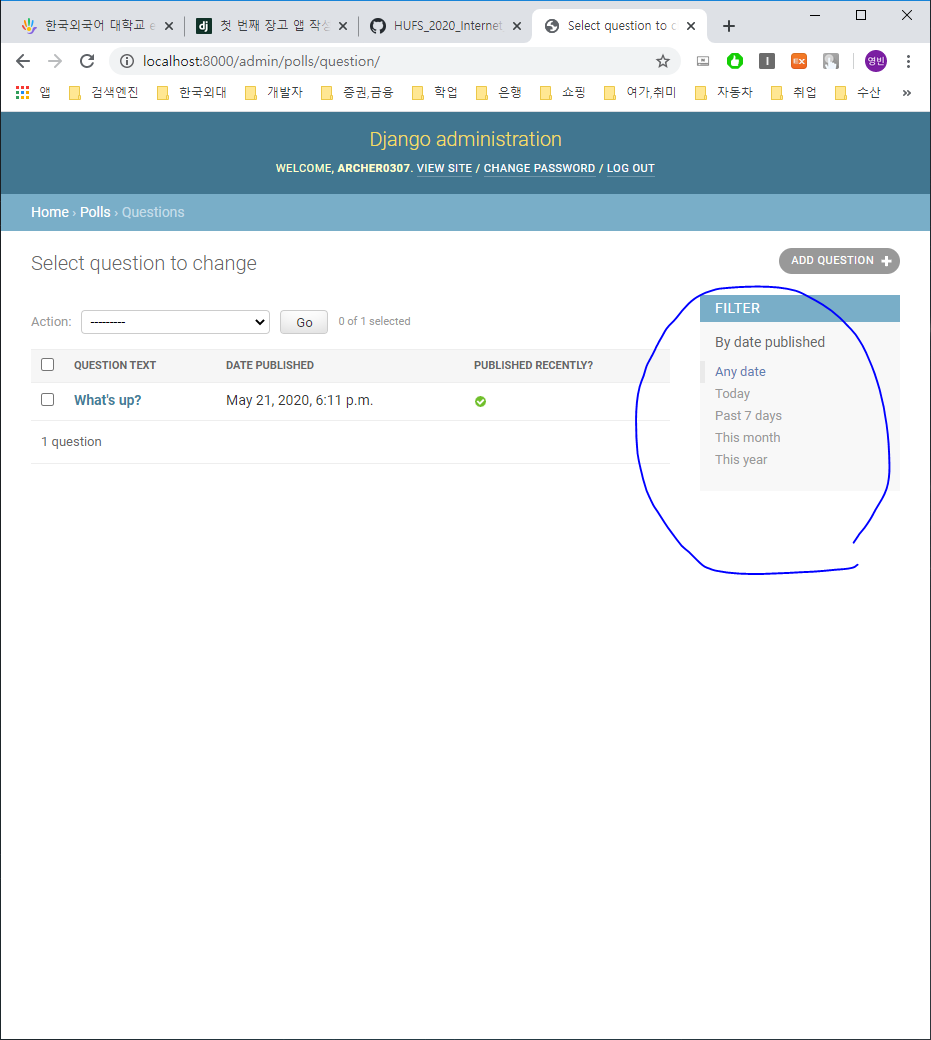 한국외국어 대학교 e
첫 번째 장고 앱 작성
HUFS_2020_Internet
Select question to c
localhost:8000/admin/polls/question/
영빈
앱 검색엔진 한국외대 개발자 증권,금융 학업 은행 쇼핑 여가,취미 자동차 취업 수산 »
Django administration
WELCOME, ARCHER0307. VIEW SITE / CHANGE PASSWORD / LOG OUT
Home › Polls › Questions
Select question to change
ADD QUESTION +
Action: --------- Go 0 of 1 selected
QUESTION TEXT DATE PUBLISHED PUBLISHED RECENTLY?
What's up? May 21, 2020, 6:11 p.m.
1 question
FILTER
By date published
Any date
Today
Past 7 days
This month
This year